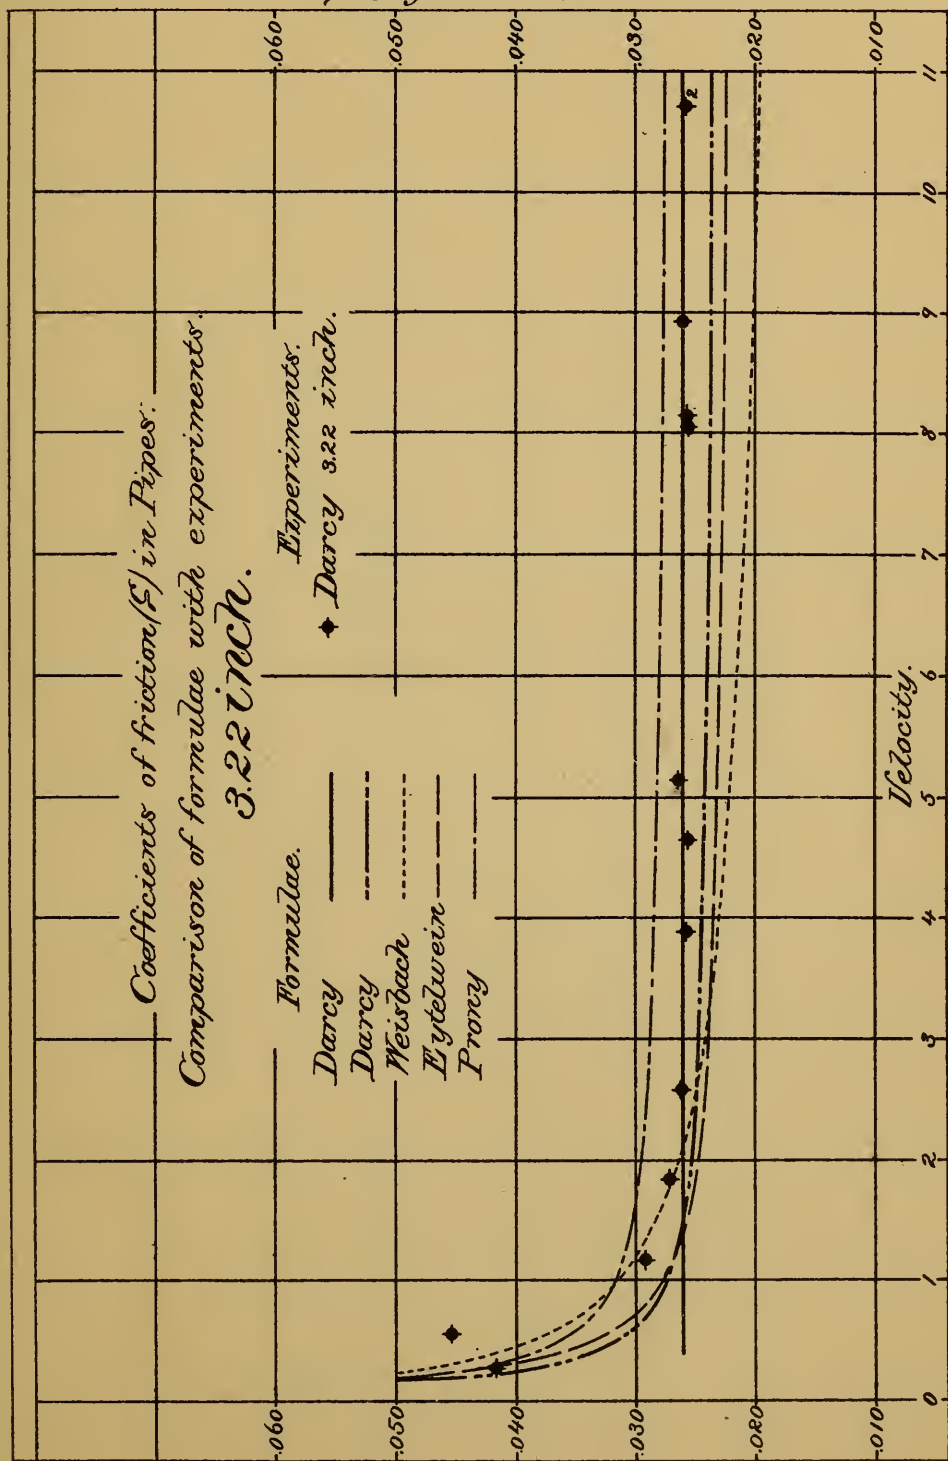 Coefficients of friction (ξ) in Pipes.
Comparison of formulae with experiments.
3.22 inch.
Formulae.
Darcy
Darcy
Weisbach
Eytelwein
Prony
Experiments.
Darcy 3.22 inch.
.060
.050
.040
.030
.020
.010
.060
.050
.040
.030
.020
.010
2
0
1
2
3
4
5
6
7
8
9
10
11
Velocity.